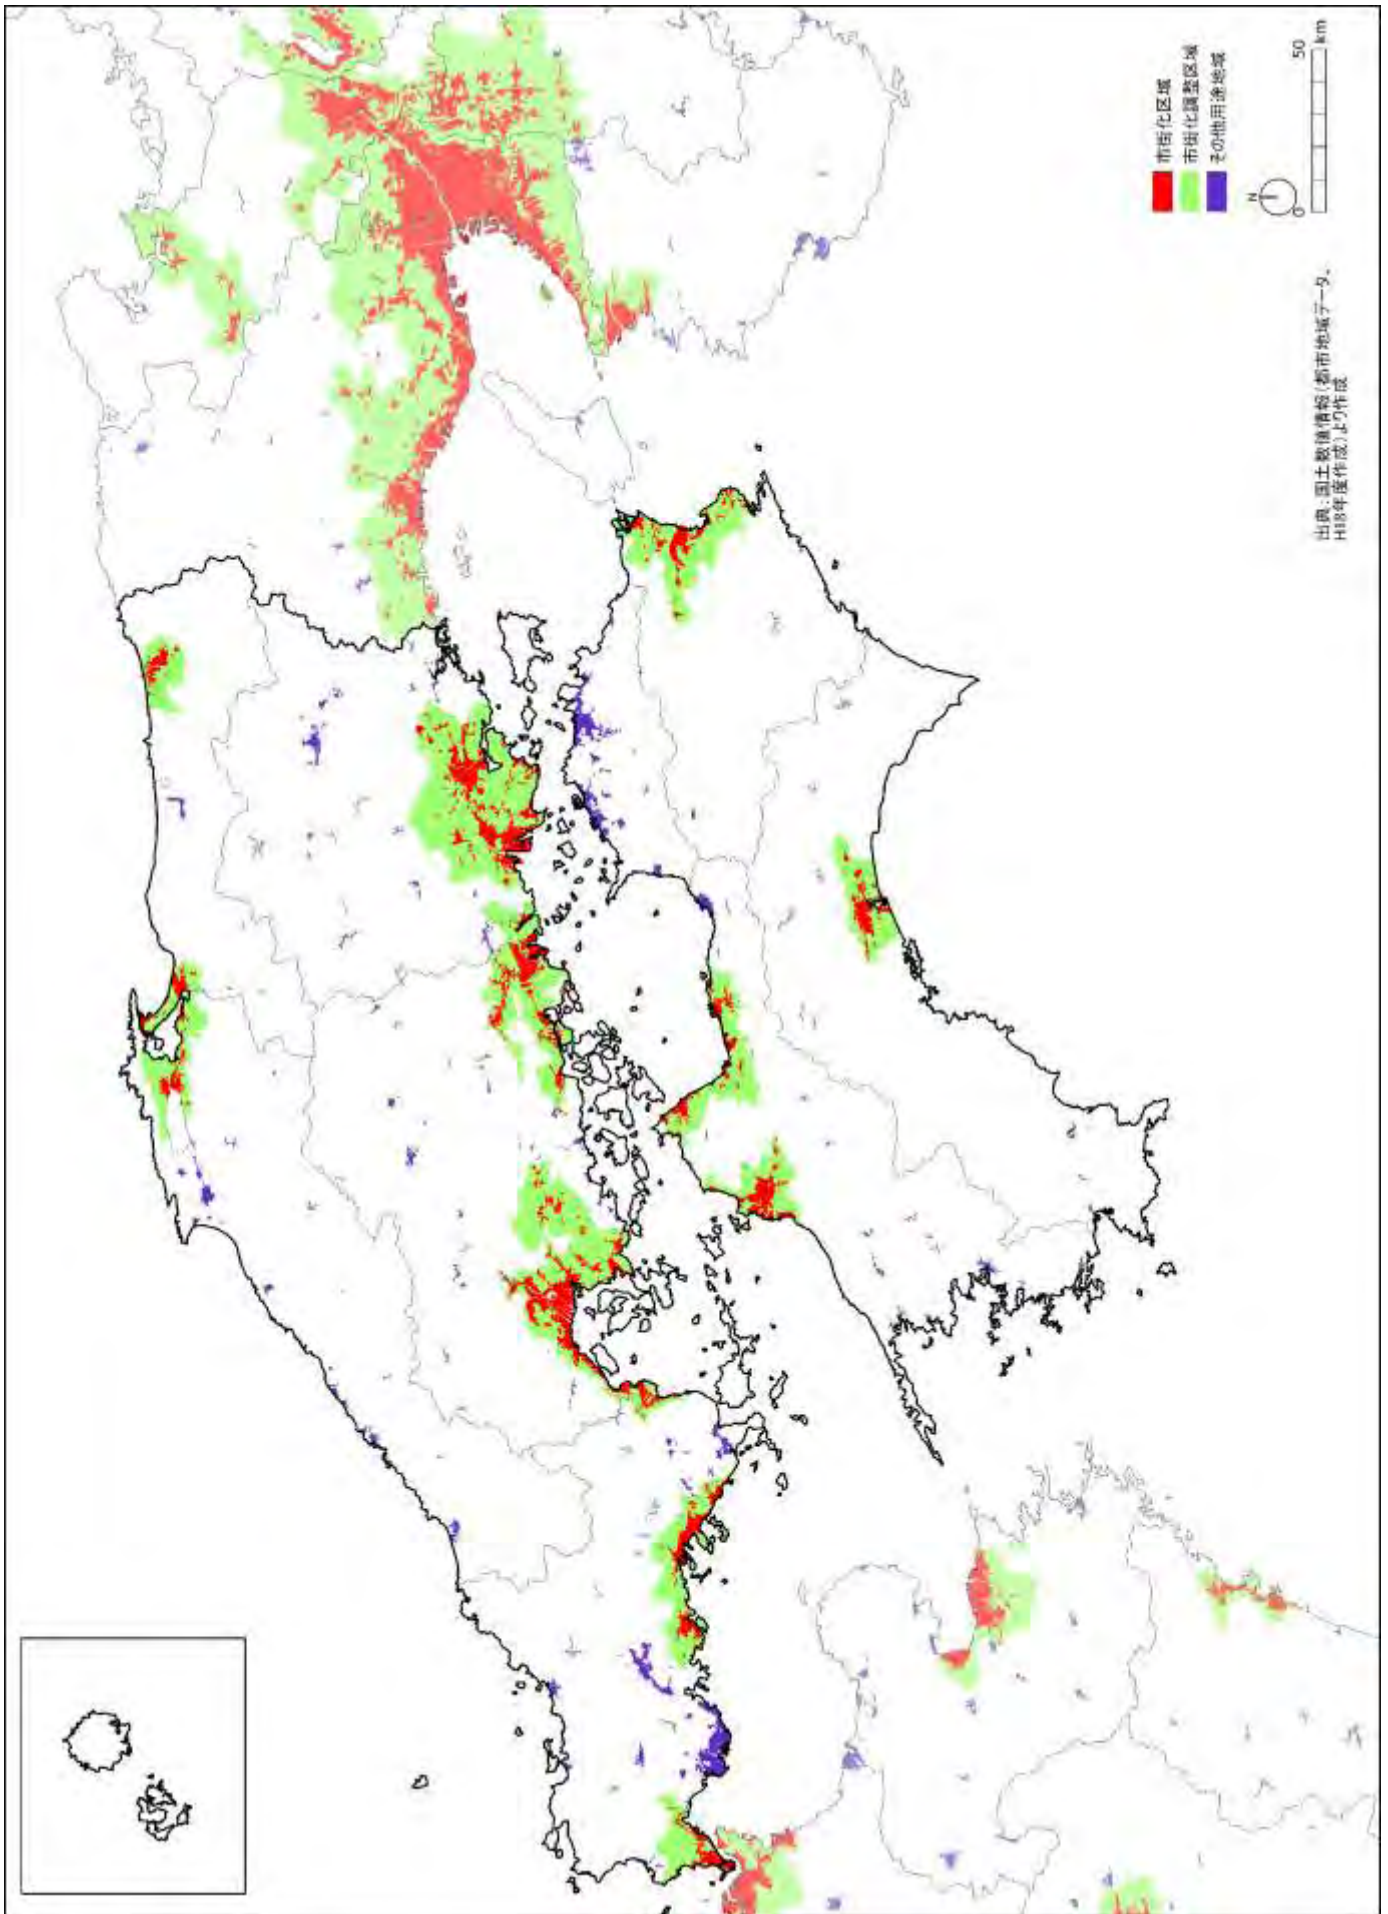 市街化区域
市街化調整区域
その他用途地域
N
0
50
km
出典:国土数値情報(都市地域データ、
H18年度作成)より作成